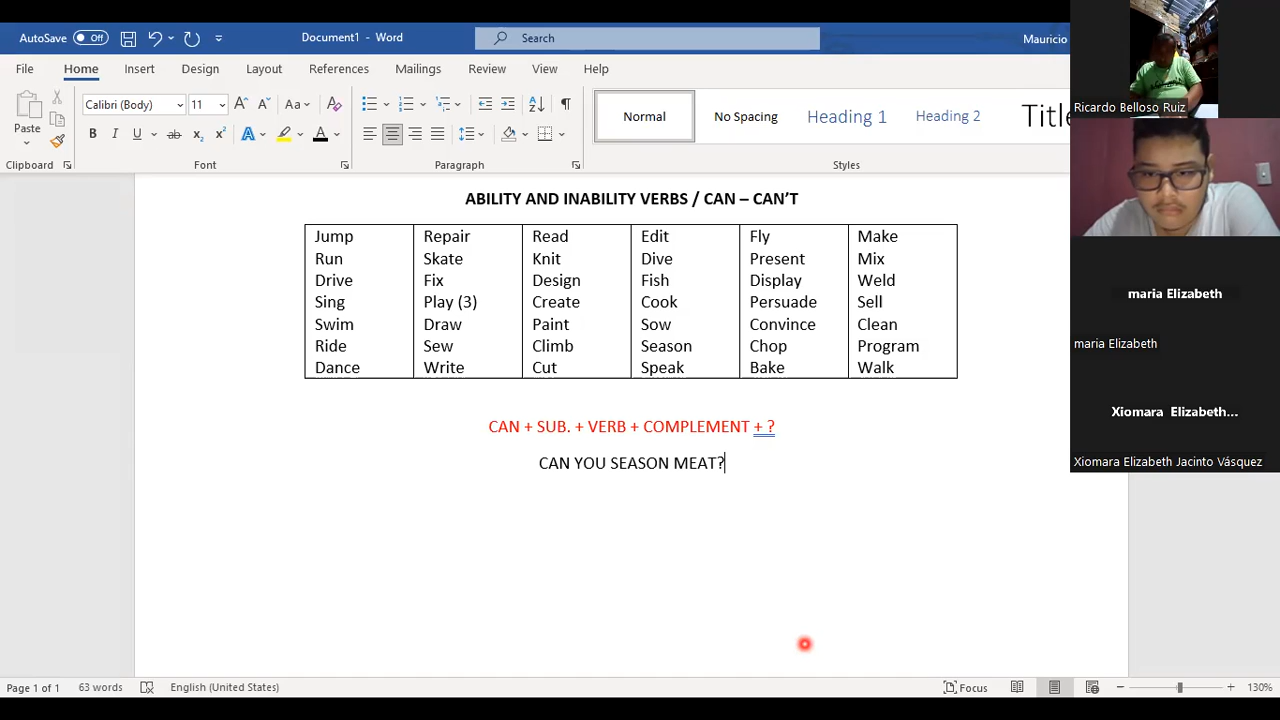 AutoSave Off Document1 - Word Search Mauricio
File Home Insert Design Layout References Mailings Review View Help
Paste Calibri (Body) 11 Normal No Spacing Heading 1 Heading 2 Title
Clipboard Font Paragraph Styles
ABILITY AND INABILITY VERBS / CAN – CAN'T
Jump Repair Read Edit Fly Make
Run Skate Knit Dive Present Mix
Drive Fix Design Fish Display Weld
Sing Play (3) Create Cook Persuade Sell
Swim Draw Paint Sow Convince Clean
Ride Sew Climb Season Chop Program
Dance Write Cut Speak Bake Walk
CAN + SUB. + VERB + COMPLEMENT + ?
CAN YOU SEASON MEAT?
Ricardo Belloso Ruiz
maria Elizabeth
maria Elizabeth
Xiomara Elizabeth...
Xiomara Elizabeth Jacinto Vásquez
Page 1 of 1 63 words English (United States) Focus 130%